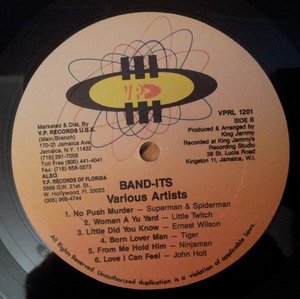 VP
VPRL 1201
SIDE B
Marketed & Dist. By
V.P. RECORDS U.S.A.
(Main/Branch)
170-21 Jamaica Ave.
Jamaica, N.Y. 11432
(718) 291-7058
Toll Free (800) 441-4041
Fax: (718) 658-3573
ALSO
V.P. RECORDS OF FLORIDA
5669 S.W. 21st. St.,
W. Hollywood, Fl. 33023
(305) 966-4744
Produced & Arranged
by
King Jammy
Recorded at King Jammy's
Recording Studio
38 St. Lucia Road
Kingston 11, Jamaica W.I.
BAND-ITS
Various Artists
1. No Push Murder - Superman & Spiderman
2. Woman A Yu Yard - Little Twitch
3. Little Did You Know - Ernest Wilson
4. Born Lover Man - Tiger
5. From Me Hold Him - Ninjaman
6. Love I Can Feel - John Holt
All Rights Reserved. Unauthorized duplication is a violation of applicable laws.